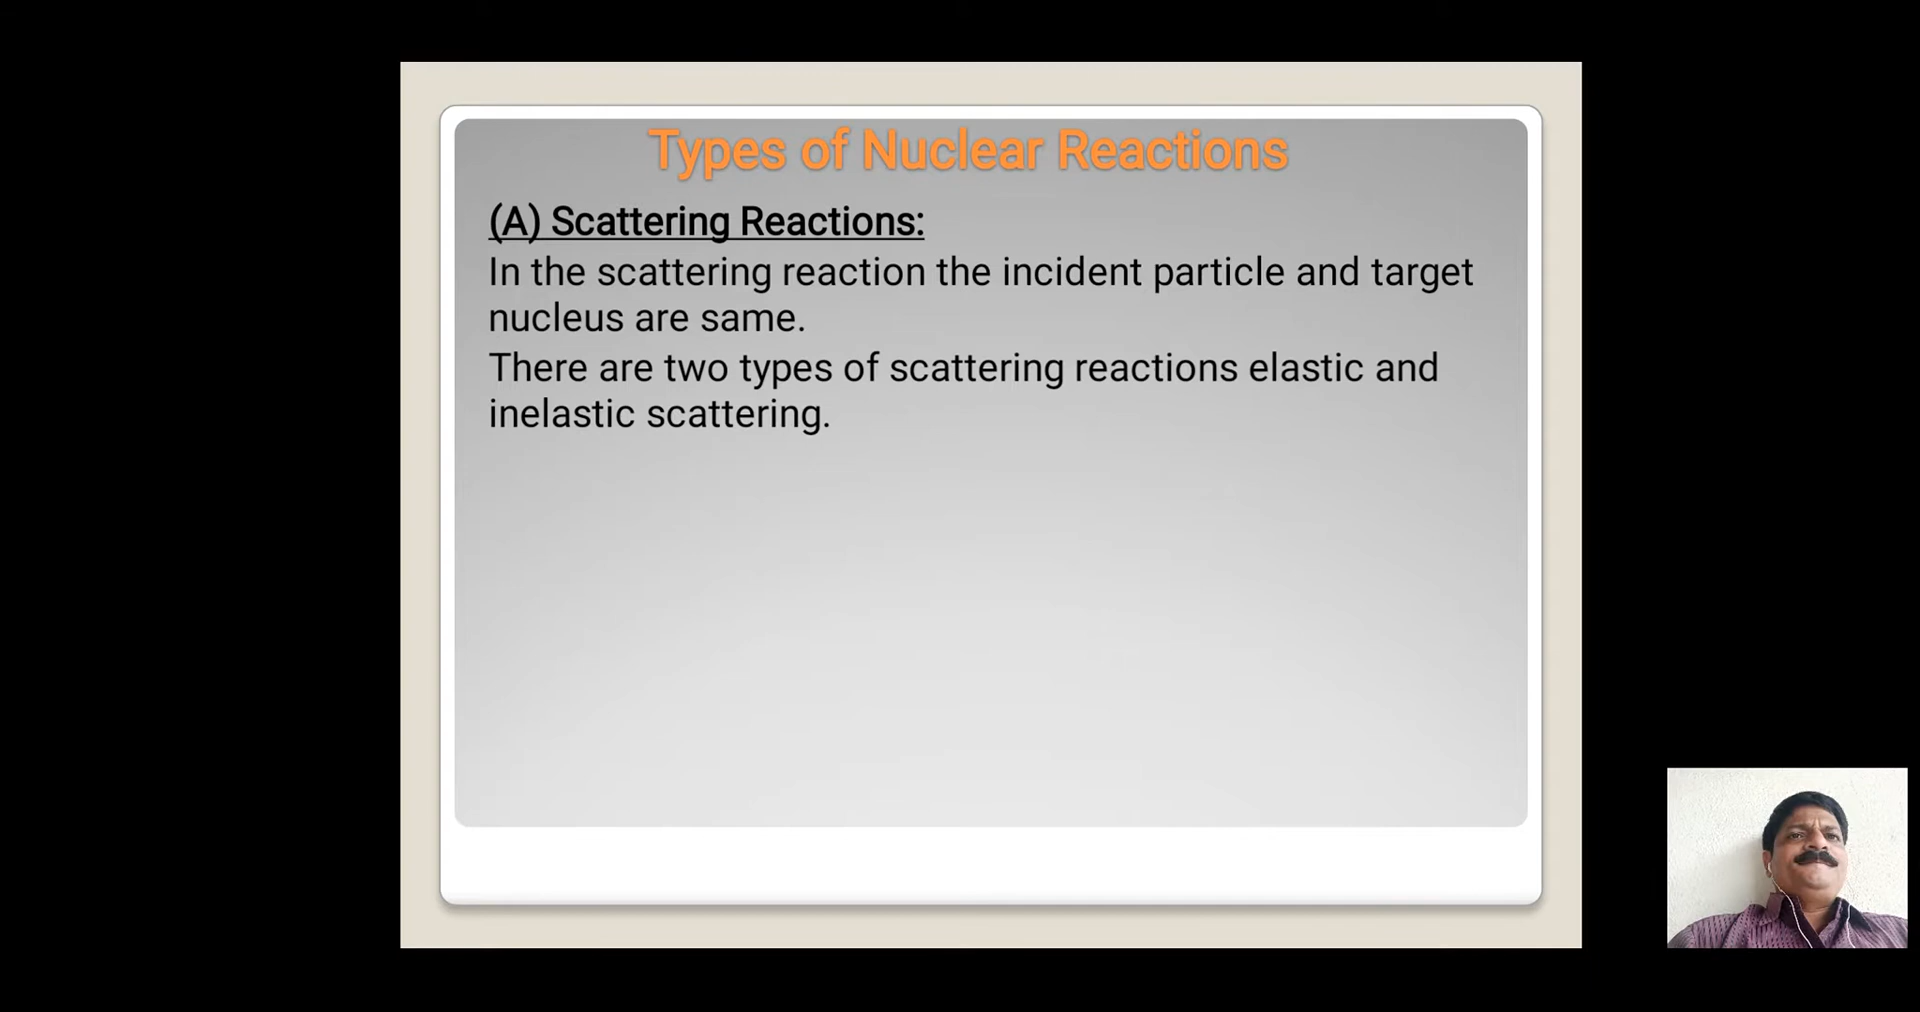 Types of Nuclear Reactions
(A) Scattering Reactions:
In the scattering reaction the incident particle and target
nucleus are same.
There are two types of scattering reactions elastic and
inelastic scattering.